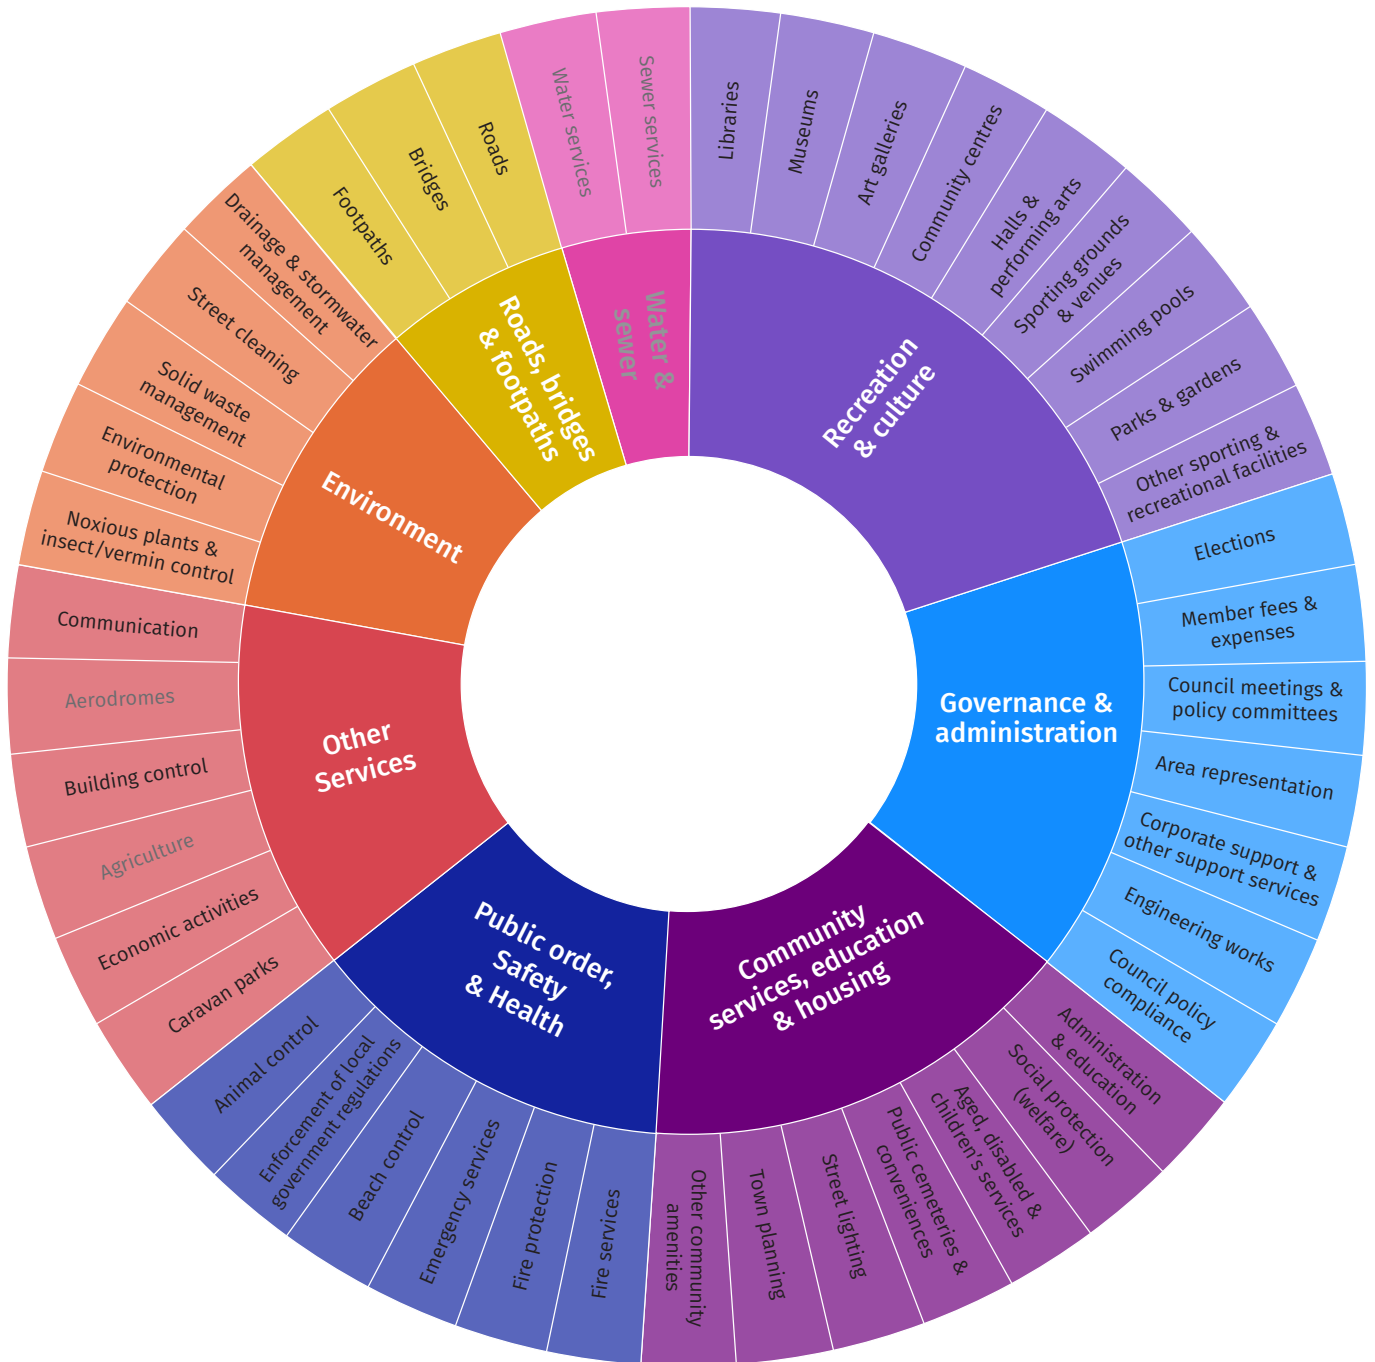 Recreation
& culture
Libraries
Museums
Art galleries
Community centres
Halls &
performing arts
Sporting grounds
& venues
Swimming pools
Parks & gardens
Other sporting &
recreational facilities
Governance &
administration
Elections
Member fees &
expenses
Council meetings &
policy committees
Area representation
Corporate support &
other support services
Engineering works
Council policy
compliance
Community
services, education
& housing
Administration
& education
Social protection
(welfare)
Aged, disabled &
children's services
Public cemeteries &
conveniences
Street lighting
Town planning
Other community
amenities
Public order,
Safety
& Health
Fire services
Fire protection
Emergency services
Beach control
Enforcement of local
government regulations
Animal control
Other
Services
Caravan parks
Economic activities
Agriculture
Building control
Aerodromes
Communication
Environment
Noxious plants &
insect/vermin control
Environmental
protection
Solid waste
management
Street cleaning
Drainage & stormwater
management
Roads, bridges
& footpaths
Footpaths
Bridges
Roads
Water &
sewer
Water services
Sewer services